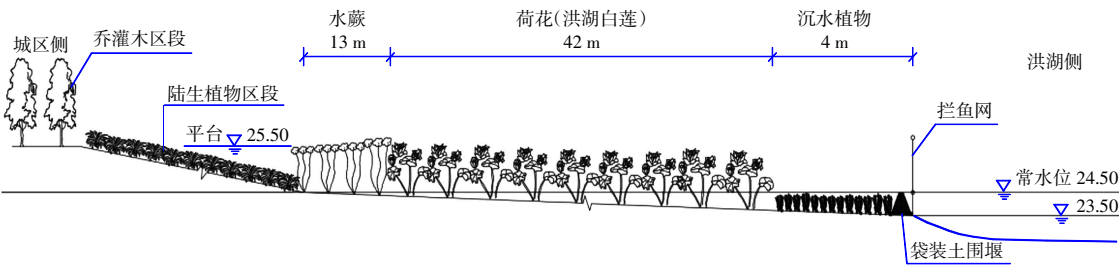 水蕨
13 m
荷花(洪湖白莲)
42 m
沉水植物
4 m
城区侧
乔灌木区段
洪湖侧
陆生植物区段
拦鱼网
平台 25.50
常水位 24.50
23.50
袋装土围堰